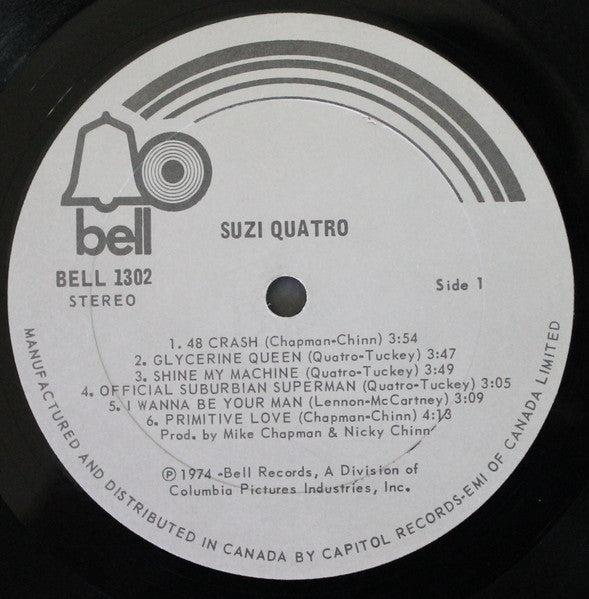 bell
SUZI QUATRO
BELL 1302
STEREO
Side 1
1. 48 CRASH (Chapman-Chinn) 3:54
2. GLYCERINE QUEEN (Quatro-Tuckey) 3:47
3. SHINE MY MACHINE (Quatro-Tuckey) 3:49
4. OFFICIAL SUBURBIAN SUPERMAN (Quatro-Tuckey) 3:05
5. I WANNA BE YOUR MAN (Lennon-McCartney) 3:09
6. PRIMITIVE LOVE (Chapman-Chinn) 4:13
Prod. by Mike Chapman & Nicky Chinn
Ⓟ 1974 -Bell Records, A Division of
Columbia Pictures Industries, Inc.
MANUFACTURED AND DISTRIBUTED IN CANADA BY CAPITOL RECORDS-EMI OF CANADA LIMITED